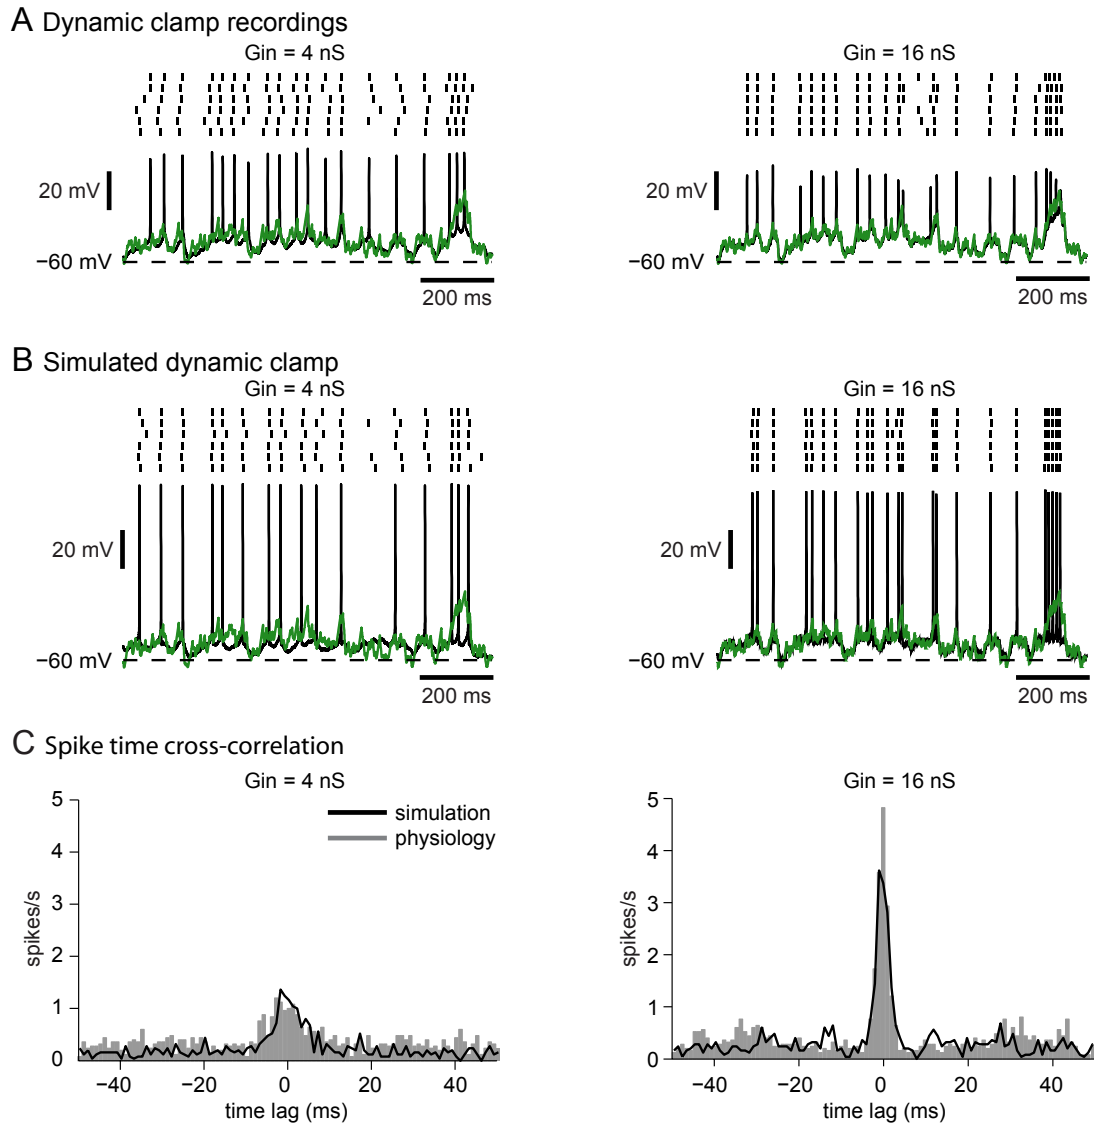 A Dynamic clamp recordings
Gin = 4 nS
Gin = 16 nS
20 mV
20 mV
−60 mV
−60 mV
200 ms
200 ms
B Simulated dynamic clamp
Gin = 4 nS
Gin = 16 nS
20 mV
20 mV
−60 mV
−60 mV
200 ms
200 ms
C Spike time cross-correlation
Gin = 4 nS
Gin = 16 nS
simulation
physiology
5
4
3
2
1
0
spikes/s
−40 −20 0 20 40
time lag (ms)
5
4
3
2
1
0
spikes/s
−40 −20 0 20 40
time lag (ms)